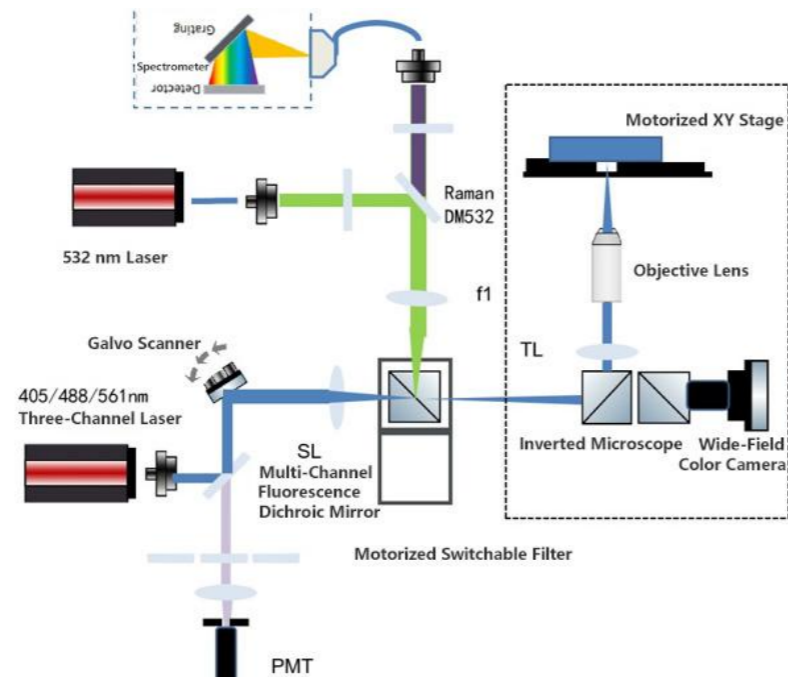 Grating
Spectrometer
Detector
Motorized XY Stage
Raman
DM532
532 nm Laser
Objective Lens
f1
Galvo Scanner
TL
405/488/561nm
Three-Channel Laser
SL
Multi-Channel
Fluorescence
Dichroic Mirror
Inverted Microscope
Wide-Field
Color Camera
Motorized Switchable Filter
PMT